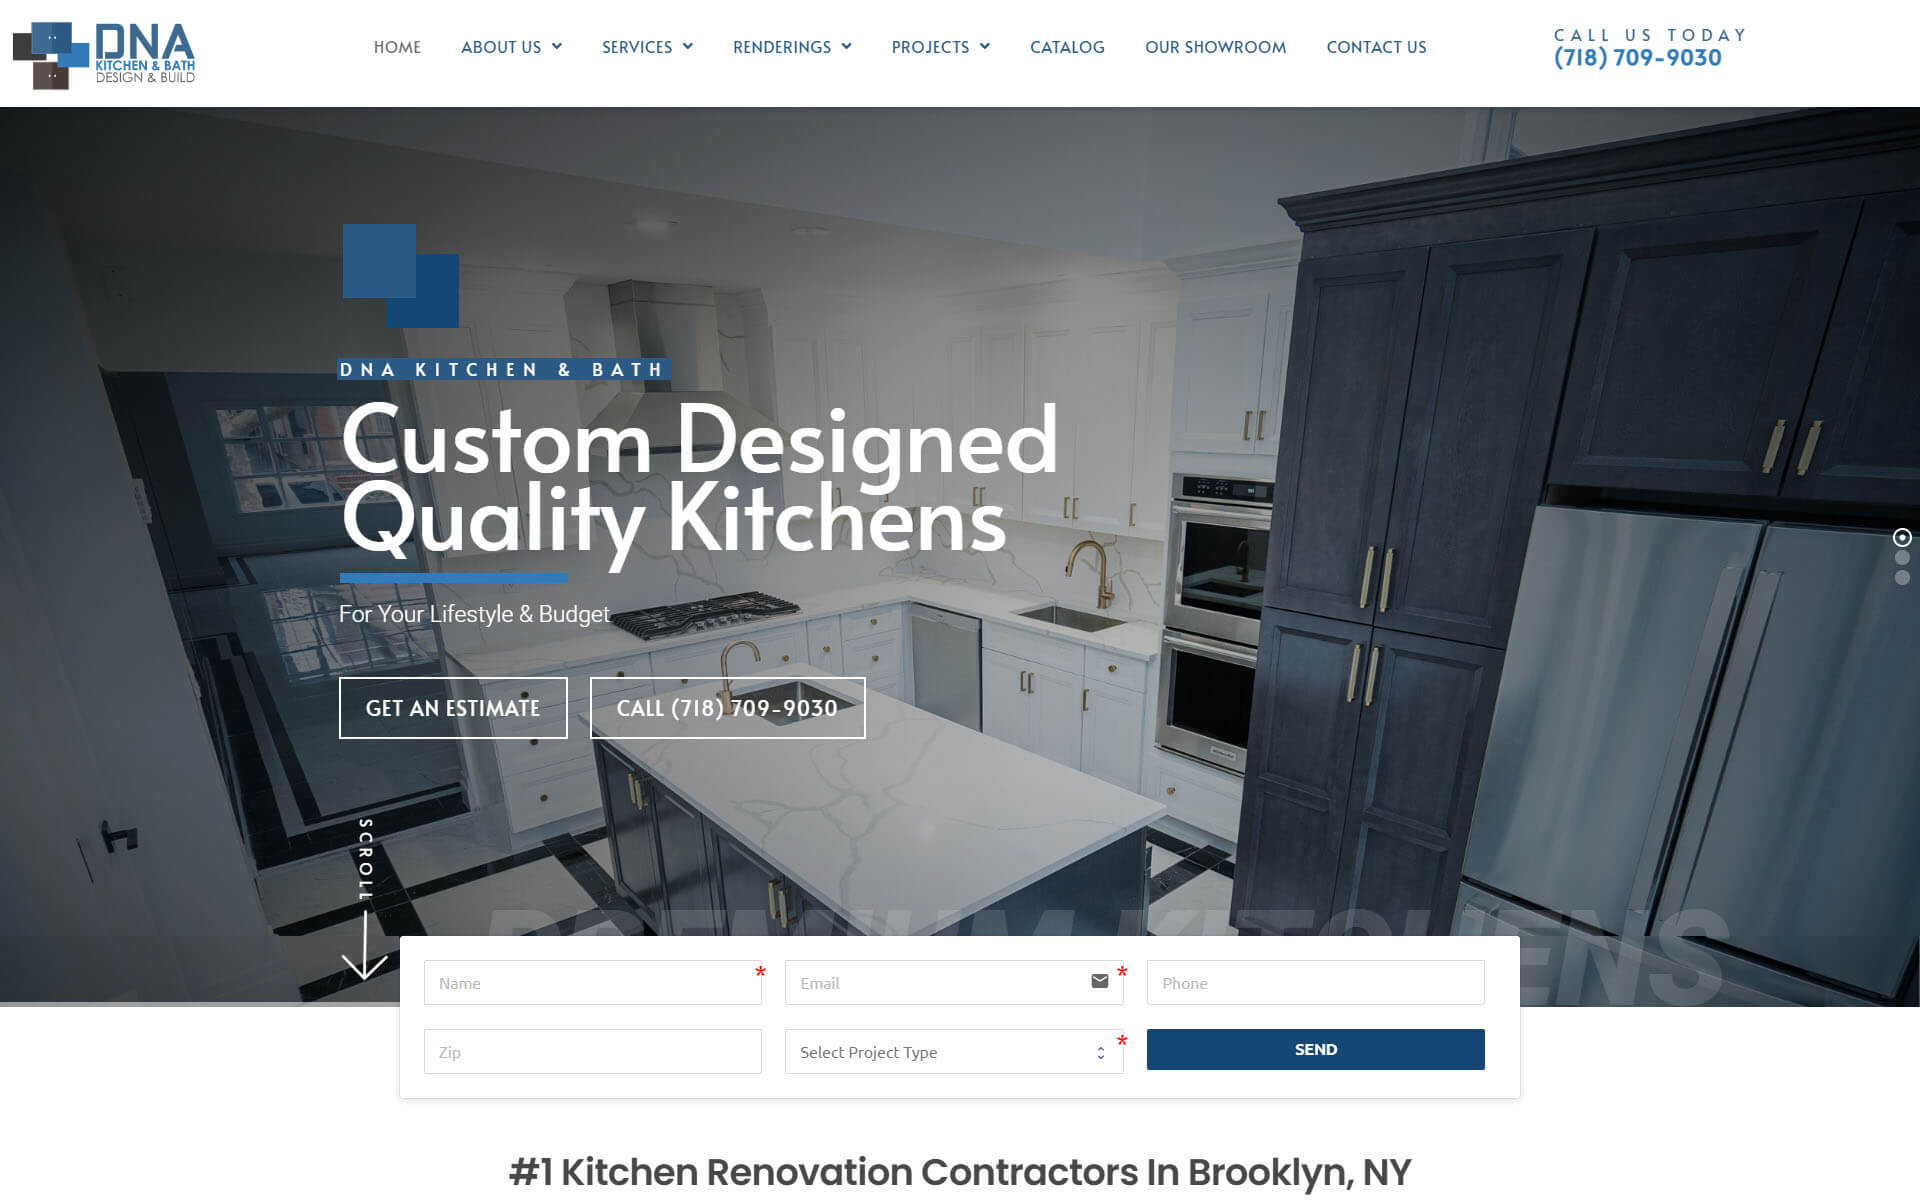 DNA
KITCHEN & BATH
DESIGN & BUILD
HOME
ABOUT US
SERVICES
RENDERINGS
PROJECTS
CATALOG
OUR SHOWROOM
CONTACT US
CALL US TODAY
(718) 709-9030
DNA KITCHEN & BATH
Custom Designed
Quality Kitchens
For Your Lifestyle & Budget
GET AN ESTIMATE
CALL (718) 709-9030
SCROLL
PREMIUM KITCHENS
Name *
Email *
Phone
Zip
Select Project Type *
SEND
#1 Kitchen Renovation Contractors In Brooklyn, NY